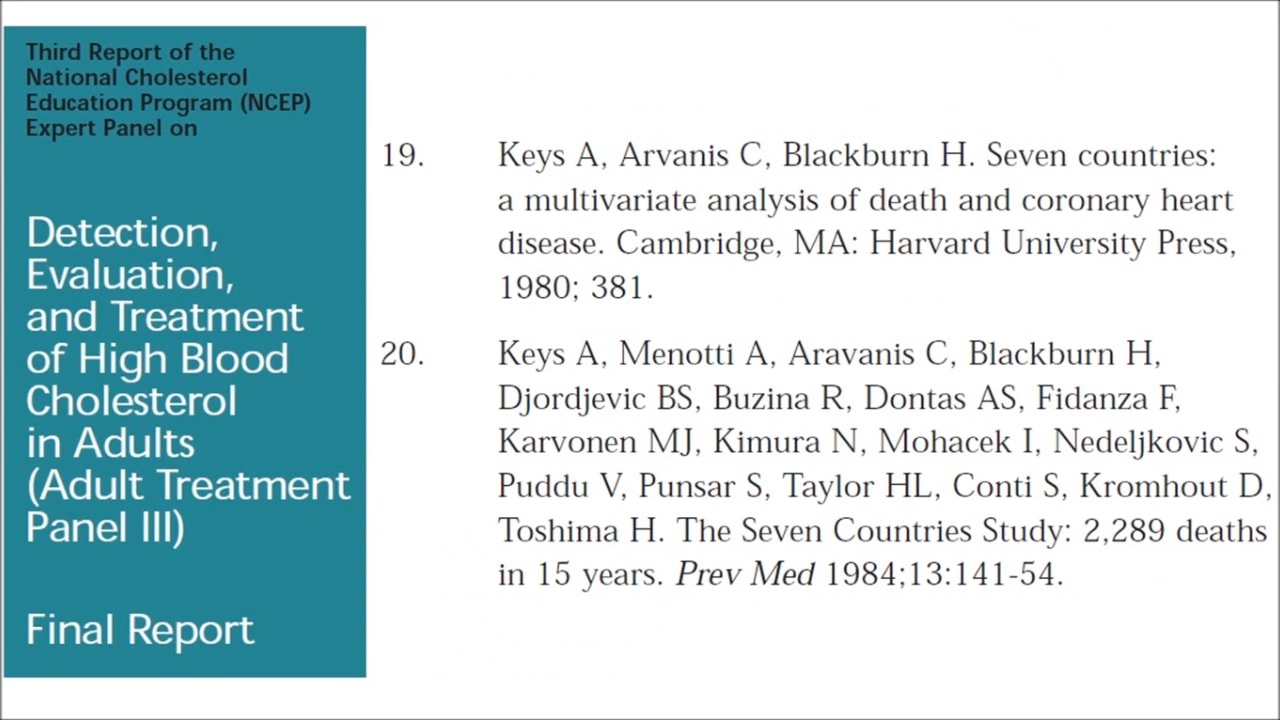 Third Report of the
National Cholesterol
Education Program (NCEP)
Expert Panel on
Detection,
Evaluation,
and Treatment
of High Blood
Cholesterol
in Adults
(Adult Treatment
Panel III)
Final Report
19. Keys A, Arvanis C, Blackburn H. Seven countries:
a multivariate analysis of death and coronary heart
disease. Cambridge, MA: Harvard University Press,
1980; 381.
20. Keys A, Menotti A, Aravanis C, Blackburn H,
Djordjevic BS, Buzina R, Dontas AS, Fidanza F,
Karvonen MJ, Kimura N, Mohacek I, Nedeljkovic S,
Puddu V, Punsar S, Taylor HL, Conti S, Kromhout D,
Toshima H. The Seven Countries Study: 2,289 deaths
in 15 years. Prev Med 1984;13:141-54.